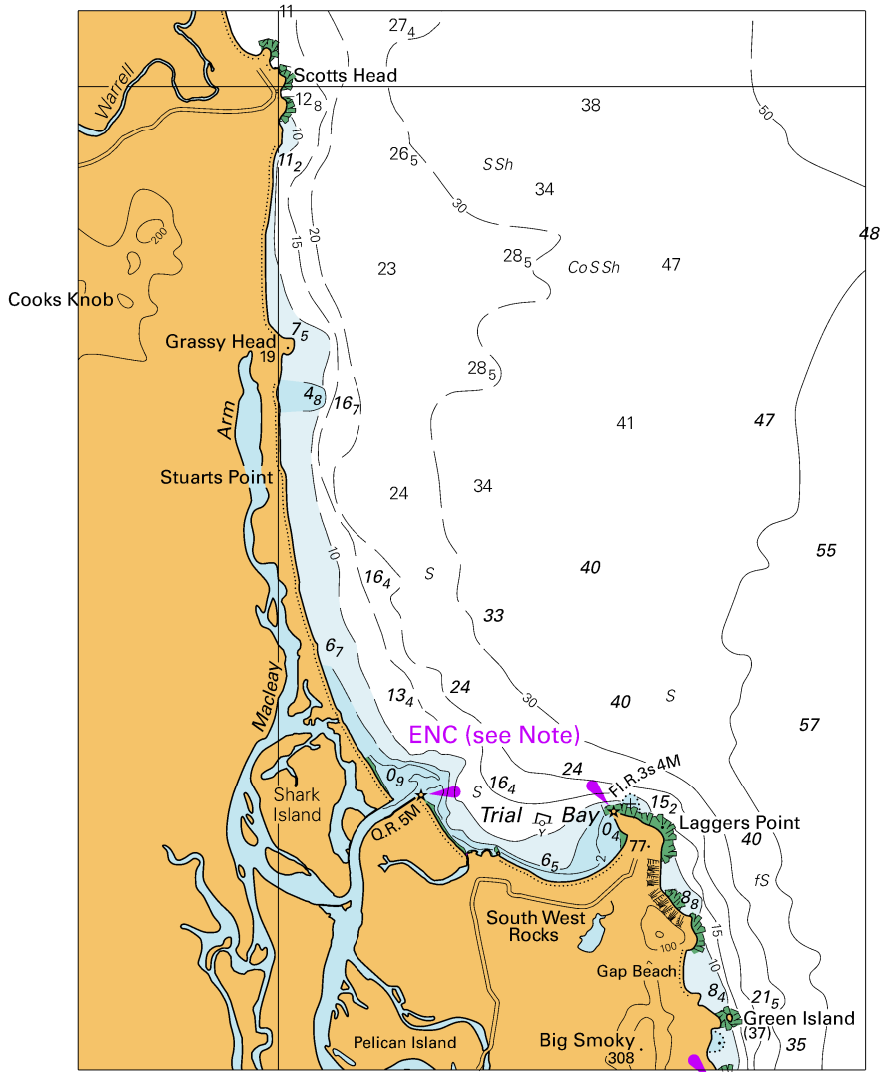 11
27₄
Scotts Head
Warrell
12₈
38
50
10
11₂
26₅
S Sh
34
30
200
15
20
48
28₅
Co S Sh
47
23
Cooks Knob
7₅
Grassy Head
19
28₅
4₈
16₇
Arm
41
47
Stuarts Point
24
34
10
55
16₄
S
40
33
6₇
Macleay
13₄
24
30
40
S
57
ENC (see Note)
Fl.R.3s4M
24
0₉
S
16₄
15₂
Shark
Island
Q.R.5M
Trial Bay
Y
0₄
Laggers Point
77
40
6₅
2
fS
8₈
South West
Rocks
100
15
10
Gap Beach
8₄
21₅
Green Island
(37)
Pelican Island
Big Smoky
308
35